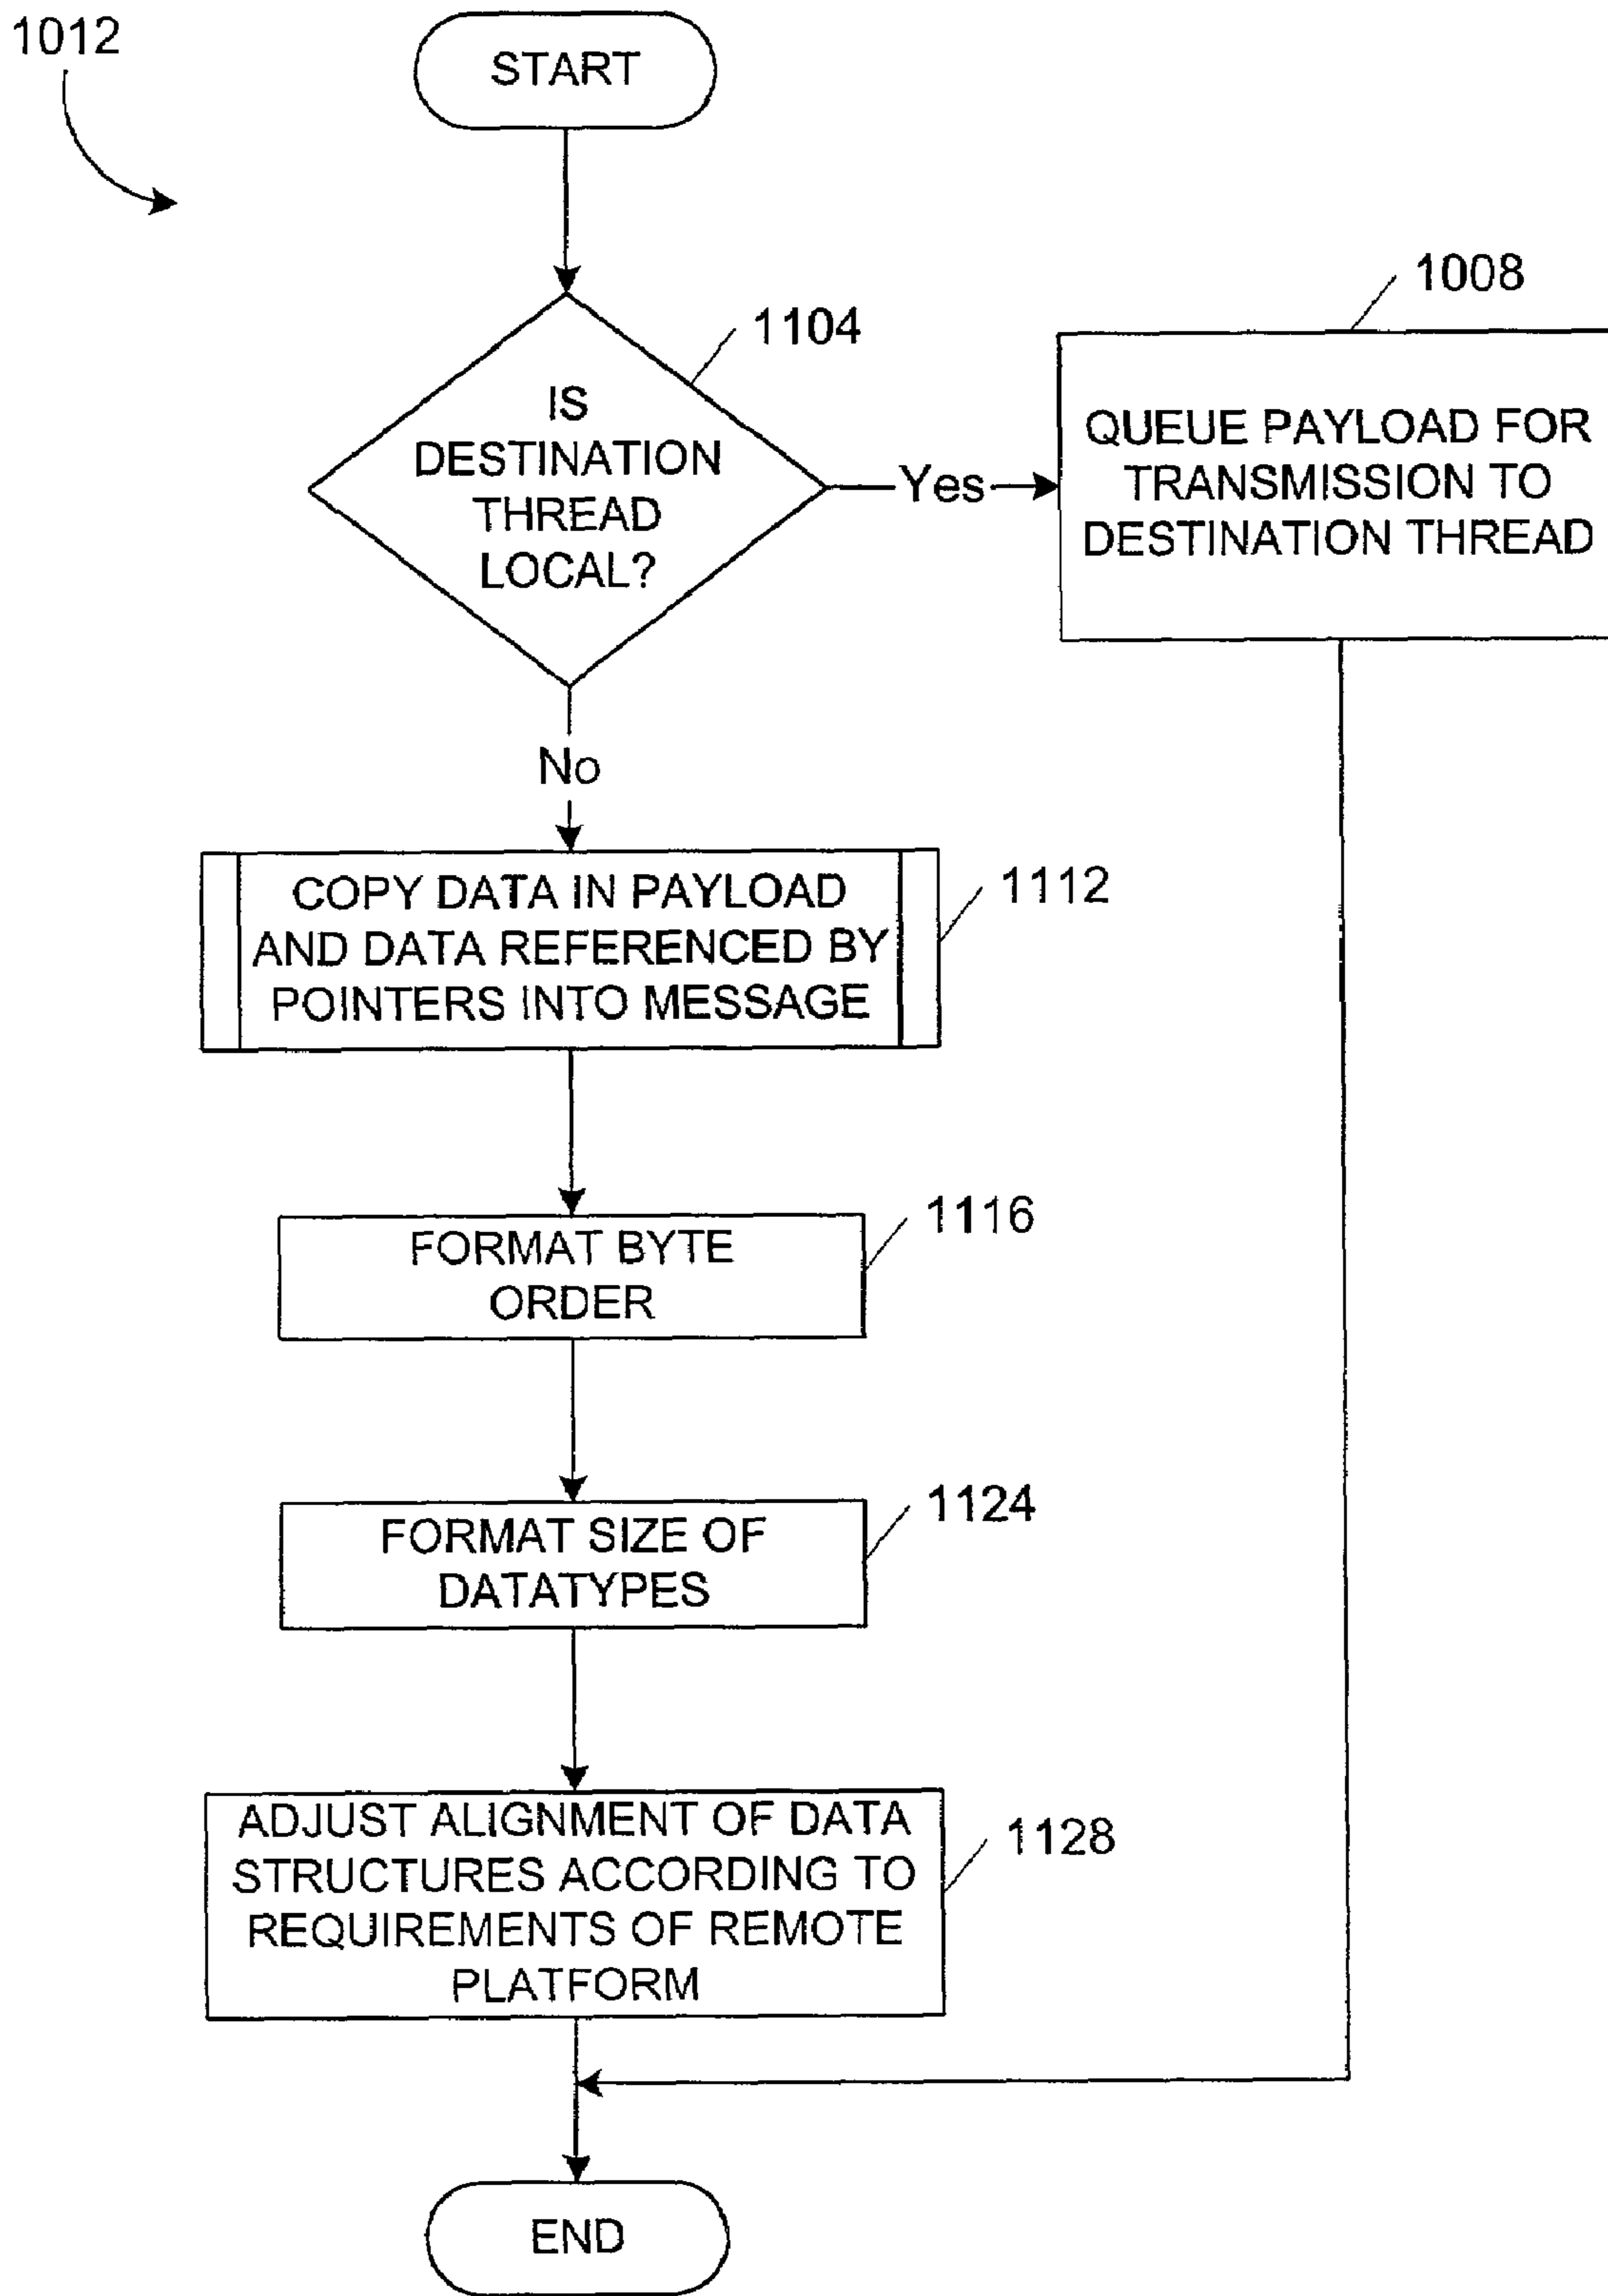 1012
START
1104
IS
DESTINATION
THREAD
LOCAL?
Yes
1008
QUEUE PAYLOAD FOR
TRANSMISSION TO
DESTINATION THREAD
No
COPY DATA IN PAYLOAD
AND DATA REFERENCED BY
POINTERS INTO MESSAGE
1112
FORMAT BYTE
ORDER
1116
FORMAT SIZE OF
DATATYPES
1124
ADJUST ALIGNMENT OF DATA
STRUCTURES ACCORDING TO
REQUIREMENTS OF REMOTE
PLATFORM
1128
END